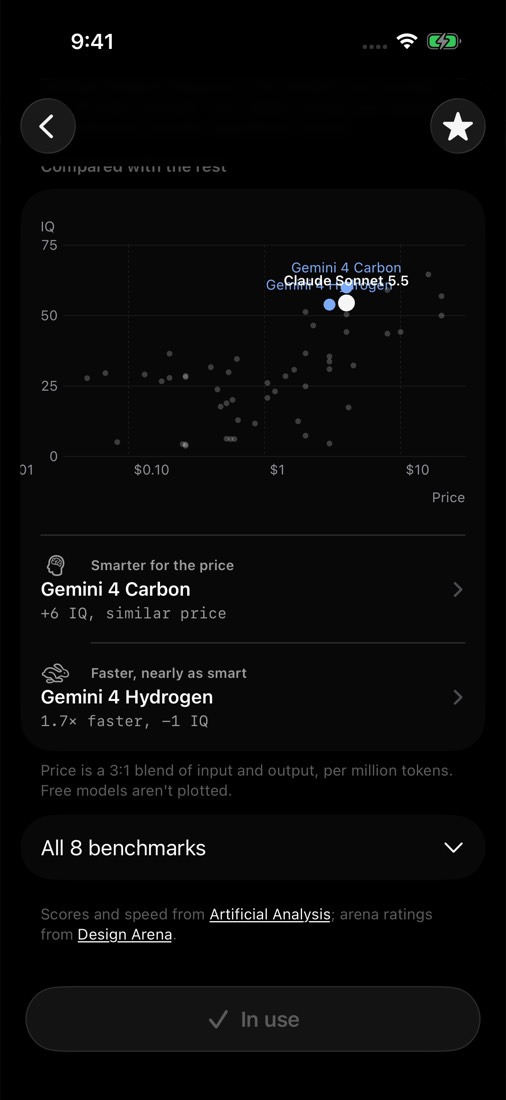 9:41
Compared with the rest
IQ
75
Gemini 4 Carbon
Claude Sonnet 5.5
Gemini 4 Hydrogen
50
25
0
01
$0.10
$1
$10
Price
Smarter for the price
Gemini 4 Carbon
+6 IQ, similar price
Faster, nearly as smart
Gemini 4 Hydrogen
1.7× faster, −1 IQ
Price is a 3:1 blend of input and output, per million tokens.
Free models aren't plotted.
All 8 benchmarks
Scores and speed from Artificial Analysis; arena ratings
from Design Arena.
In use